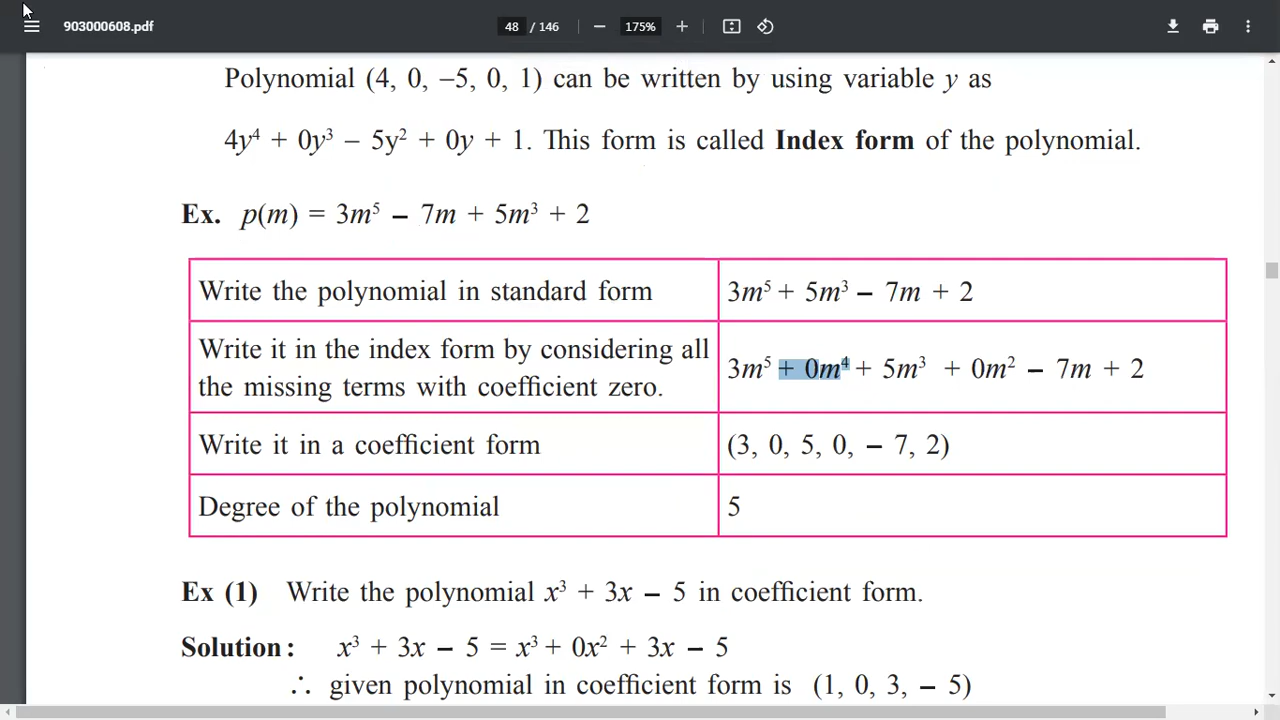 903000608.pdf
48 / 146
175%
Polynomial (4, 0, –5, 0, 1) can be written by using variable y as
4y⁴ + 0y³ – 5y² + 0y + 1. This form is called Index form of the polynomial.
Ex. p(m) = 3m⁵ – 7m + 5m³ + 2
Write the polynomial in standard form
3m⁵ + 5m³ – 7m + 2
Write it in the index form by considering all
the missing terms with coefficient zero.
3m⁵ + 0m⁴ + 5m³ + 0m² – 7m + 2
Write it in a coefficient form
(3, 0, 5, 0, – 7, 2)
Degree of the polynomial
5
Ex (1) Write the polynomial x³ + 3x – 5 in coefficient form.
Solution : x³ + 3x – 5 = x³ + 0x² + 3x – 5
∴ given polynomial in coefficient form is (1, 0, 3, – 5)